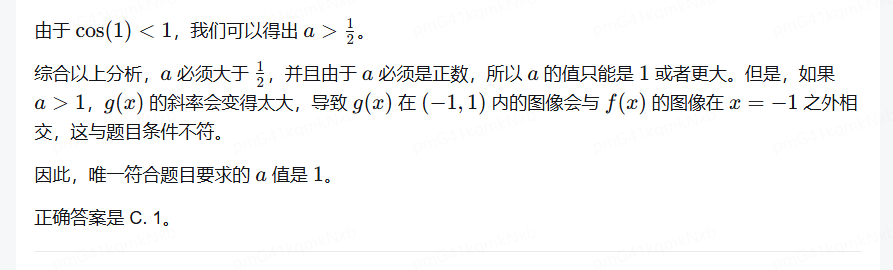 由于 cos(1) < 1，我们可以得出 a > 1/2。
综合以上分析，a 必须大于 1/2，并且由于 a 必须是正数，所以 a 的值只能是 1 或者更大。但是，如果
a > 1，g(x) 的斜率会变得太大，导致 g(x) 在 (−1, 1) 内的图像会与 f(x) 的图像在 x = −1 之外相
交，这与题目条件不符。
因此，唯一符合题目要求的 a 值是 1。
正确答案是 C. 1。